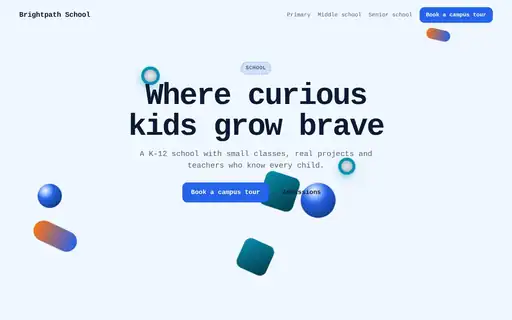 Brightpath School
Primary Middle school Senior school Book a campus tour
SCHOOL
Where curious
kids grow brave
A K-12 school with small classes, real projects and
teachers who know every child.
Book a campus tour Admissions